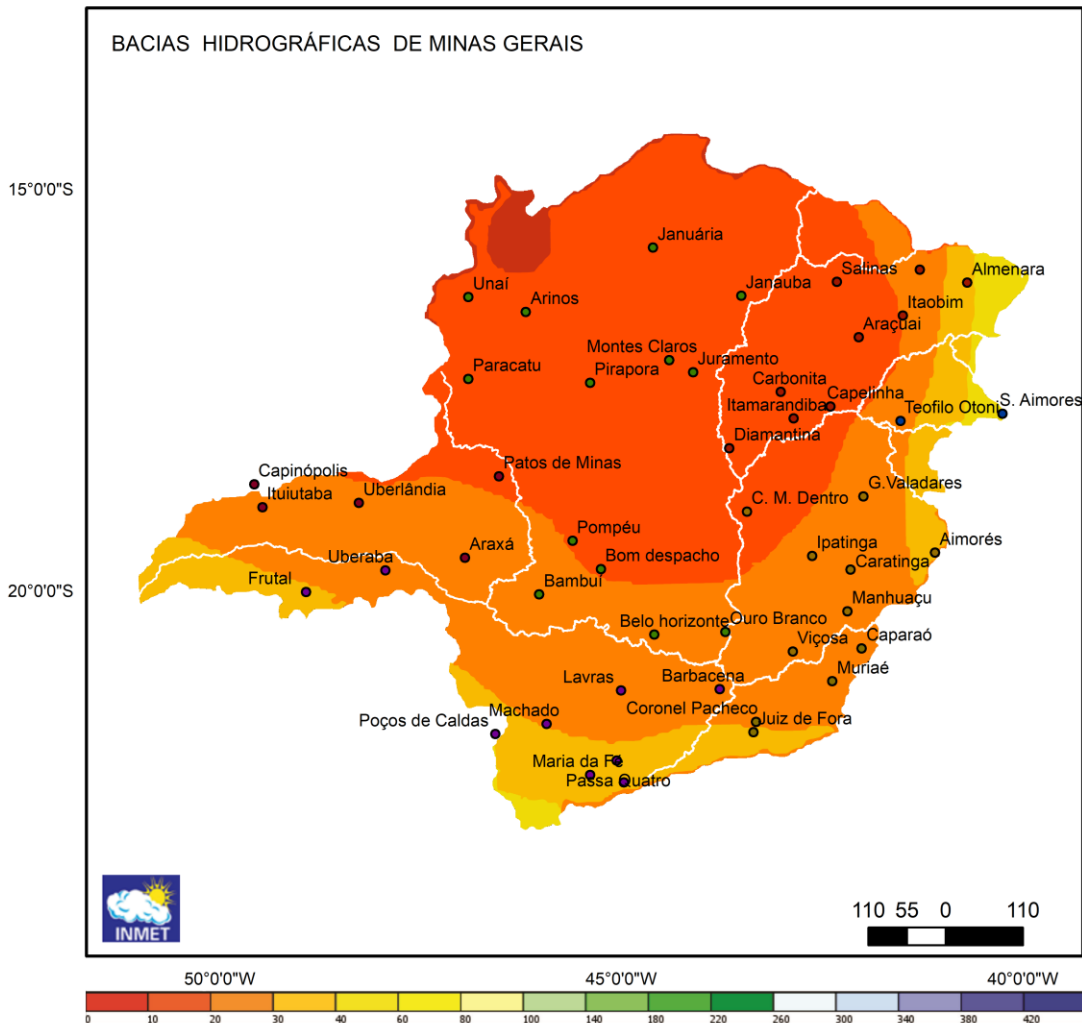 BACIAS HIDROGRÁFICAS DE MINAS GERAIS
15°0'0"S
Januária
Salinas
Almenara
Unaí
Arinos
Janauba
Itaobim
Araçuai
Montes Claros
Juramento
Paracatu
Pirapora
Carbonita
Itamarandiba
Capelinha
Teofilo Otoni
S. Aimores
Diamantina
Patos de Minas
Capinópolis
Ituiutaba
Uberlândia
C. M. Dentro
G.Valadares
Pompéu
Araxá
Uberaba
Bom despacho
Ipatinga
Aimorés
Caratinga
20°0'0"S
Frutal
Bambuí
Manhuaçu
Belo horizonte
Ouro Branco
Viçosa
Caparaó
Lavras
Barbacena
Muriaé
Machado
Coronel Pacheco
Poços de Caldas
Juiz de Fora
Maria da Fé
Passa Quatro
INMET
110 55 0 110
50°0'0"W 45°0'0"W 40°0'0"W
0 10 20 30 40 60 80 100 140 180 220 260 300 340 380 420